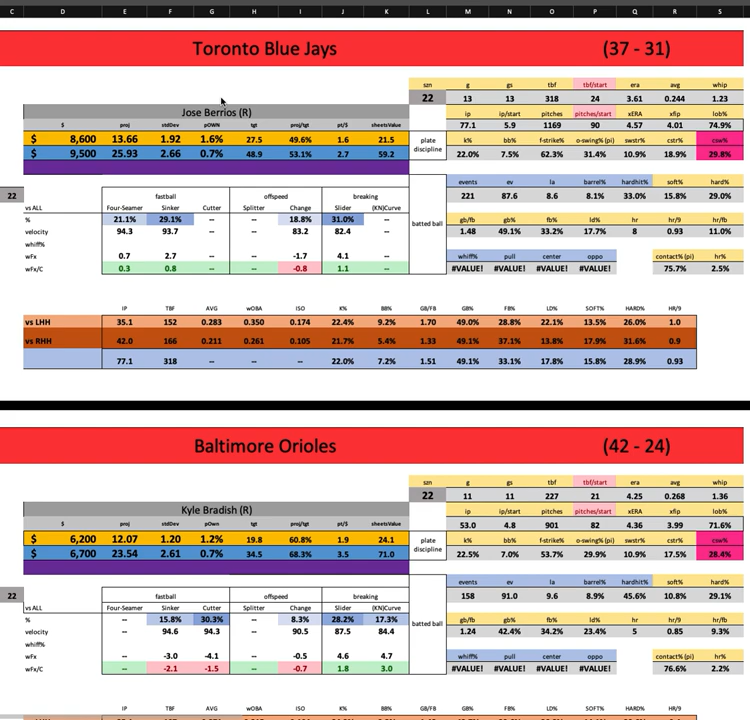 C D E F G H I J K L M N O P Q R S
Toronto Blue Jays (37 - 31)
szn g gs tbf tbf/start era avg whip
22 13 13 318 24 3.61 0.244 1.23
Jose Berrios (R) ip ip/start pitches pitches/start xERA xfip lob%
$ proj stdDev pOWN tgt proj/tgt pt/$ sheetsValue 77.1 5.9 1169 90 4.57 4.01 74.9%
$ 8,600 13.66 1.92 1.6% 27.5 49.6% 1.6 21.5 plate discipline k% bb% f-strike% o-swing% (pi) swstr% cstr% csw%
$ 9,500 25.93 2.66 0.7% 48.9 53.1% 2.7 59.2 22.0% 7.5% 62.3% 31.4% 10.9% 18.9% 29.8%
events ev la barrel% hardhit% soft% hard%
22 fastball offspeed breaking 221 87.6 8.6 8.1% 33.0% 15.8% 29.0%
vs ALL Four-Seamer Sinker Cutter Splitter Change Slider (KN)Curve
% 21.1% 29.1% -- -- 18.8% 31.0% -- batted ball gb/fb gb% fb% ld% hr hr/9 hr/fb
velocity 94.3 93.7 -- -- 83.2 82.4 -- 1.48 49.1% 33.2% 17.7% 8 0.93 11.0%
whiff%
wFx 0.7 2.7 -- -- -1.7 4.1 -- whiff% pull center oppo contact% (pi) hr%
wFx/C 0.3 0.8 -- -- -0.8 1.1 -- #VALUE! #VALUE! #VALUE! #VALUE! 75.7% 2.5%
IP TBF AVG wOBA ISO K% BB% GB/FB GB% FB% LD% SOFT% HARD% HR/9
vs LHH 35.1 152 0.283 0.350 0.174 22.4% 9.2% 1.70 49.0% 28.8% 22.1% 13.5% 26.0% 1.0
vs RHH 42.0 166 0.211 0.261 0.105 21.7% 5.4% 1.33 49.1% 37.1% 13.8% 17.9% 31.6% 0.9
77.1 318 -- -- -- 22.0% 7.2% 1.51 49.1% 33.1% 17.8% 15.8% 28.9% 0.93
Baltimore Orioles (42 - 24)
szn g gs tbf tbf/start era avg whip
22 11 11 227 21 4.25 0.268 1.36
Kyle Bradish (R) ip ip/start pitches pitches/start xERA xfip lob%
$ proj stdDev pOwn tgt proj/tgt pt/$ sheetsValue 53.0 4.8 901 82 4.36 3.99 71.6%
$ 6,200 12.07 1.20 1.2% 19.8 60.8% 1.9 24.1 plate discipline k% bb% f-strike% o-swing% (pi) swstr% cstr% csw%
$ 6,700 23.54 2.61 0.7% 34.5 68.3% 3.5 71.0 22.5% 7.0% 53.7% 29.9% 10.9% 17.5% 28.4%
events ev la barrel% hardhit% soft% hard%
22 fastball offspeed breaking 158 91.0 9.6 8.9% 45.6% 10.8% 29.1%
vs ALL Four-Seamer Sinker Cutter Splitter Change Slider (KN)Curve
% -- 15.8% 30.3% -- 8.3% 28.2% 17.3% batted ball gb/fb gb% fb% ld% hr hr/9 hr/fb
velocity -- 94.6 94.3 -- 90.5 87.5 84.4 1.24 42.4% 34.2% 23.4% 5 0.85 9.3%
whiff%
wFx -- -3.0 -4.1 -- -0.5 4.6 4.7 whiff% pull center oppo contact% (pi) hr%
wFx/C -- -2.1 -1.5 -- -0.7 1.8 3.0 #VALUE! #VALUE! #VALUE! #VALUE! 76.6% 2.2%
IP TBF AVG wOBA ISO K% BB% GB/FB GB% FB% LD% SOFT% HARD% HR/9